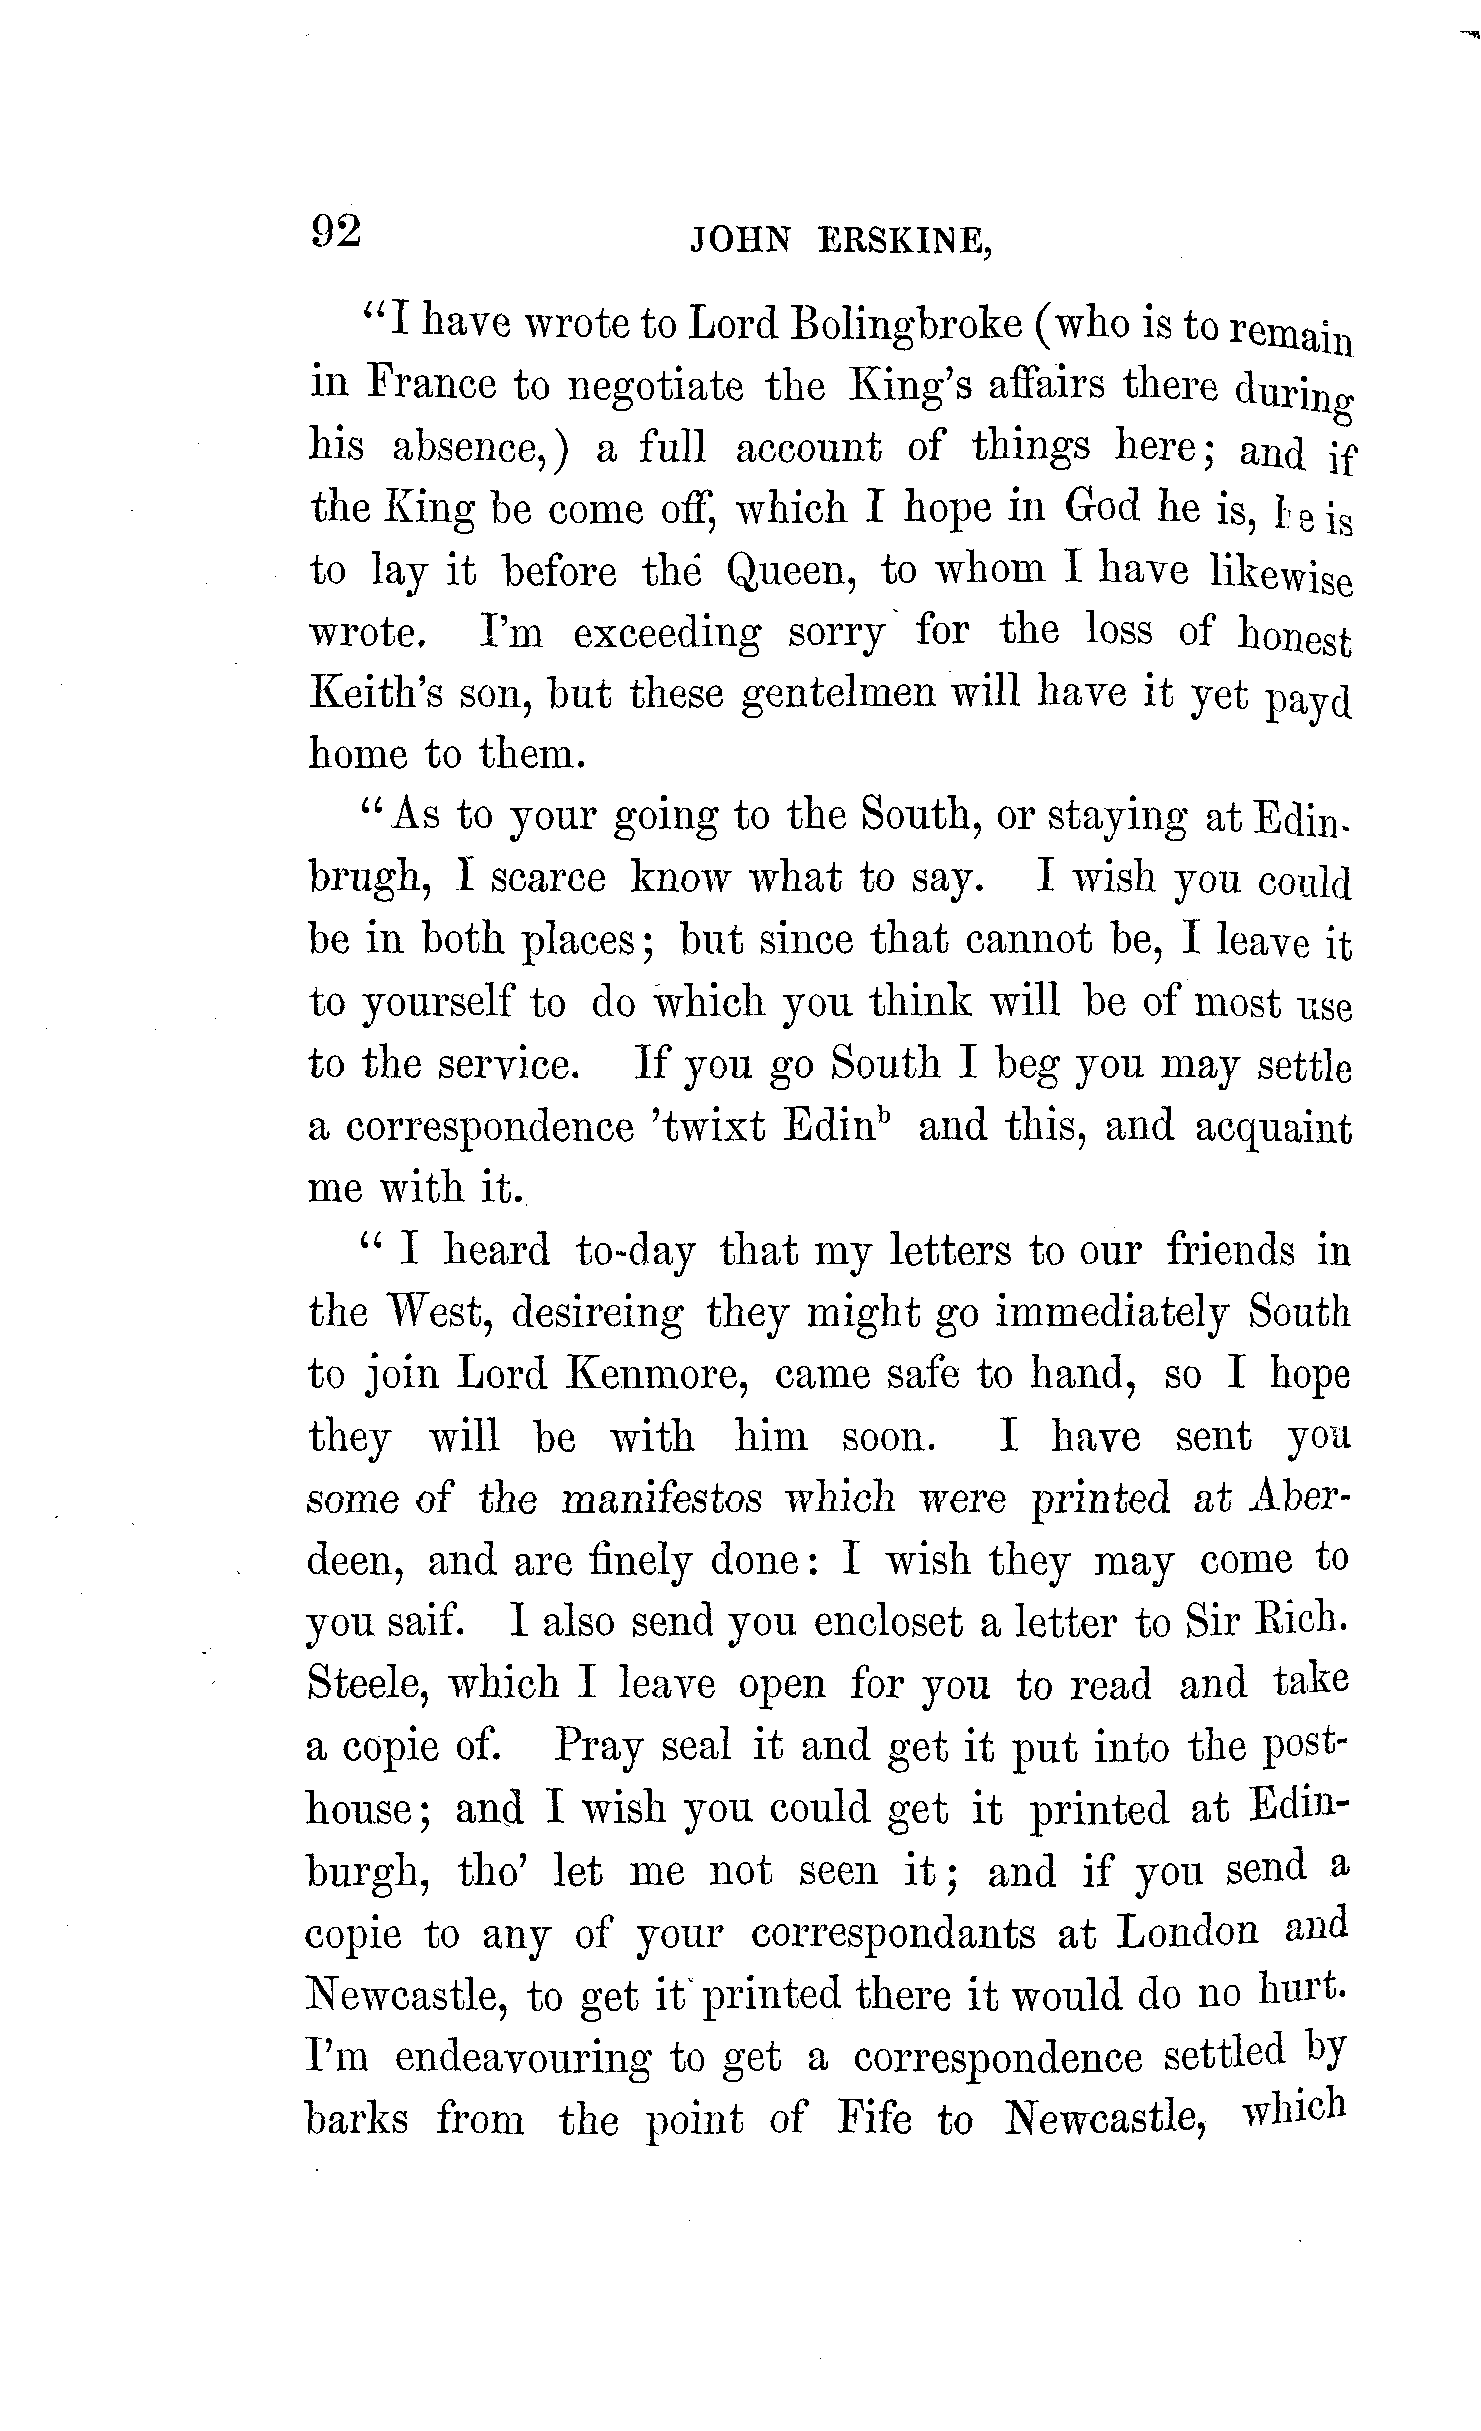 92
JOHN ERSKINE,
“I have wrote to Lord Bolingbroke (who is to remain
in France to negotiate the King’s affairs there during
his absence,) a full account of things here; and if
the King be come off, which I hope in God he is, he is
to lay it before the Queen, to whom I have likewise
wrote. I’m exceeding sorry for the loss of honest
Keith’s son, but these gentelmen will have it yet payd
home to them.
“As to your going to the South, or staying at Edin-
brugh, I scarce know what to say. I wish you could
be in both places; but since that cannot be, I leave it
to yourself to do which you think will be of most use
to the service. If you go South I beg you may settle
a correspondence ’twixt Edinᵇ and this, and acquaint
me with it.
“I heard to-day that my letters to our friends in
the West, desireing they might go immediately South
to join Lord Kenmore, came safe to hand, so I hope
they will be with him soon. I have sent you
some of the manifestos which were printed at Aber-
deen, and are finely done: I wish they may come to
you saif. I also send you encloset a letter to Sir Rich.
Steele, which I leave open for you to read and take
a copie of. Pray seal it and get it put into the post-
house; and I wish you could get it printed at Edin-
burgh, tho’ let me not seen it; and if you send a
copie to any of your correspondants at London and
Newcastle, to get it printed there it would do no hurt.
I’m endeavouring to get a correspondence settled by
barks from the point of Fife to Newcastle, which